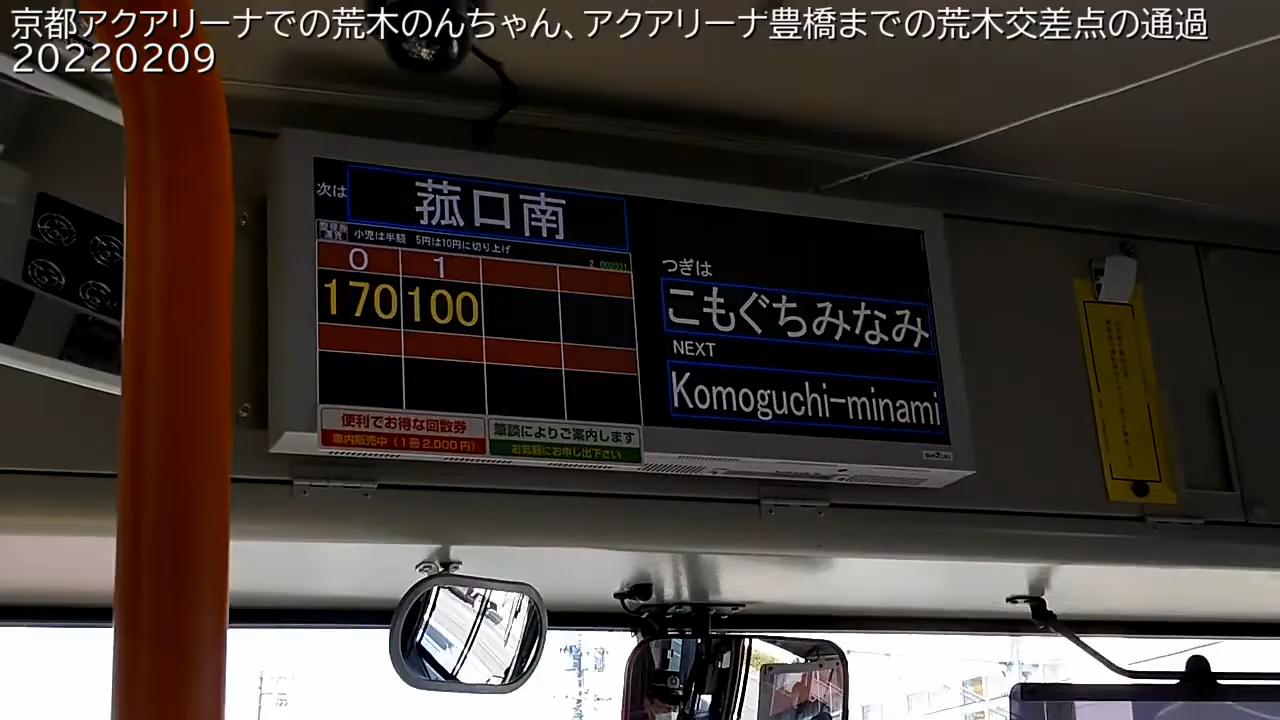 京都アクアリーナでの荒木のんちゃん、アクアリーナ豊橋までの荒木交差点の通過
20220209
次は
菰口南
整理券
運賃
小児は半額 5円は10円に切り上げ
2 002031
0 1
170 100
便利でお得な回数券
車内販売中(1冊2,000円)
筆談によりご案内します
お気軽にお申し出下さい
つぎは
こもぐちみなみ
NEXT
Komoguchi-minami